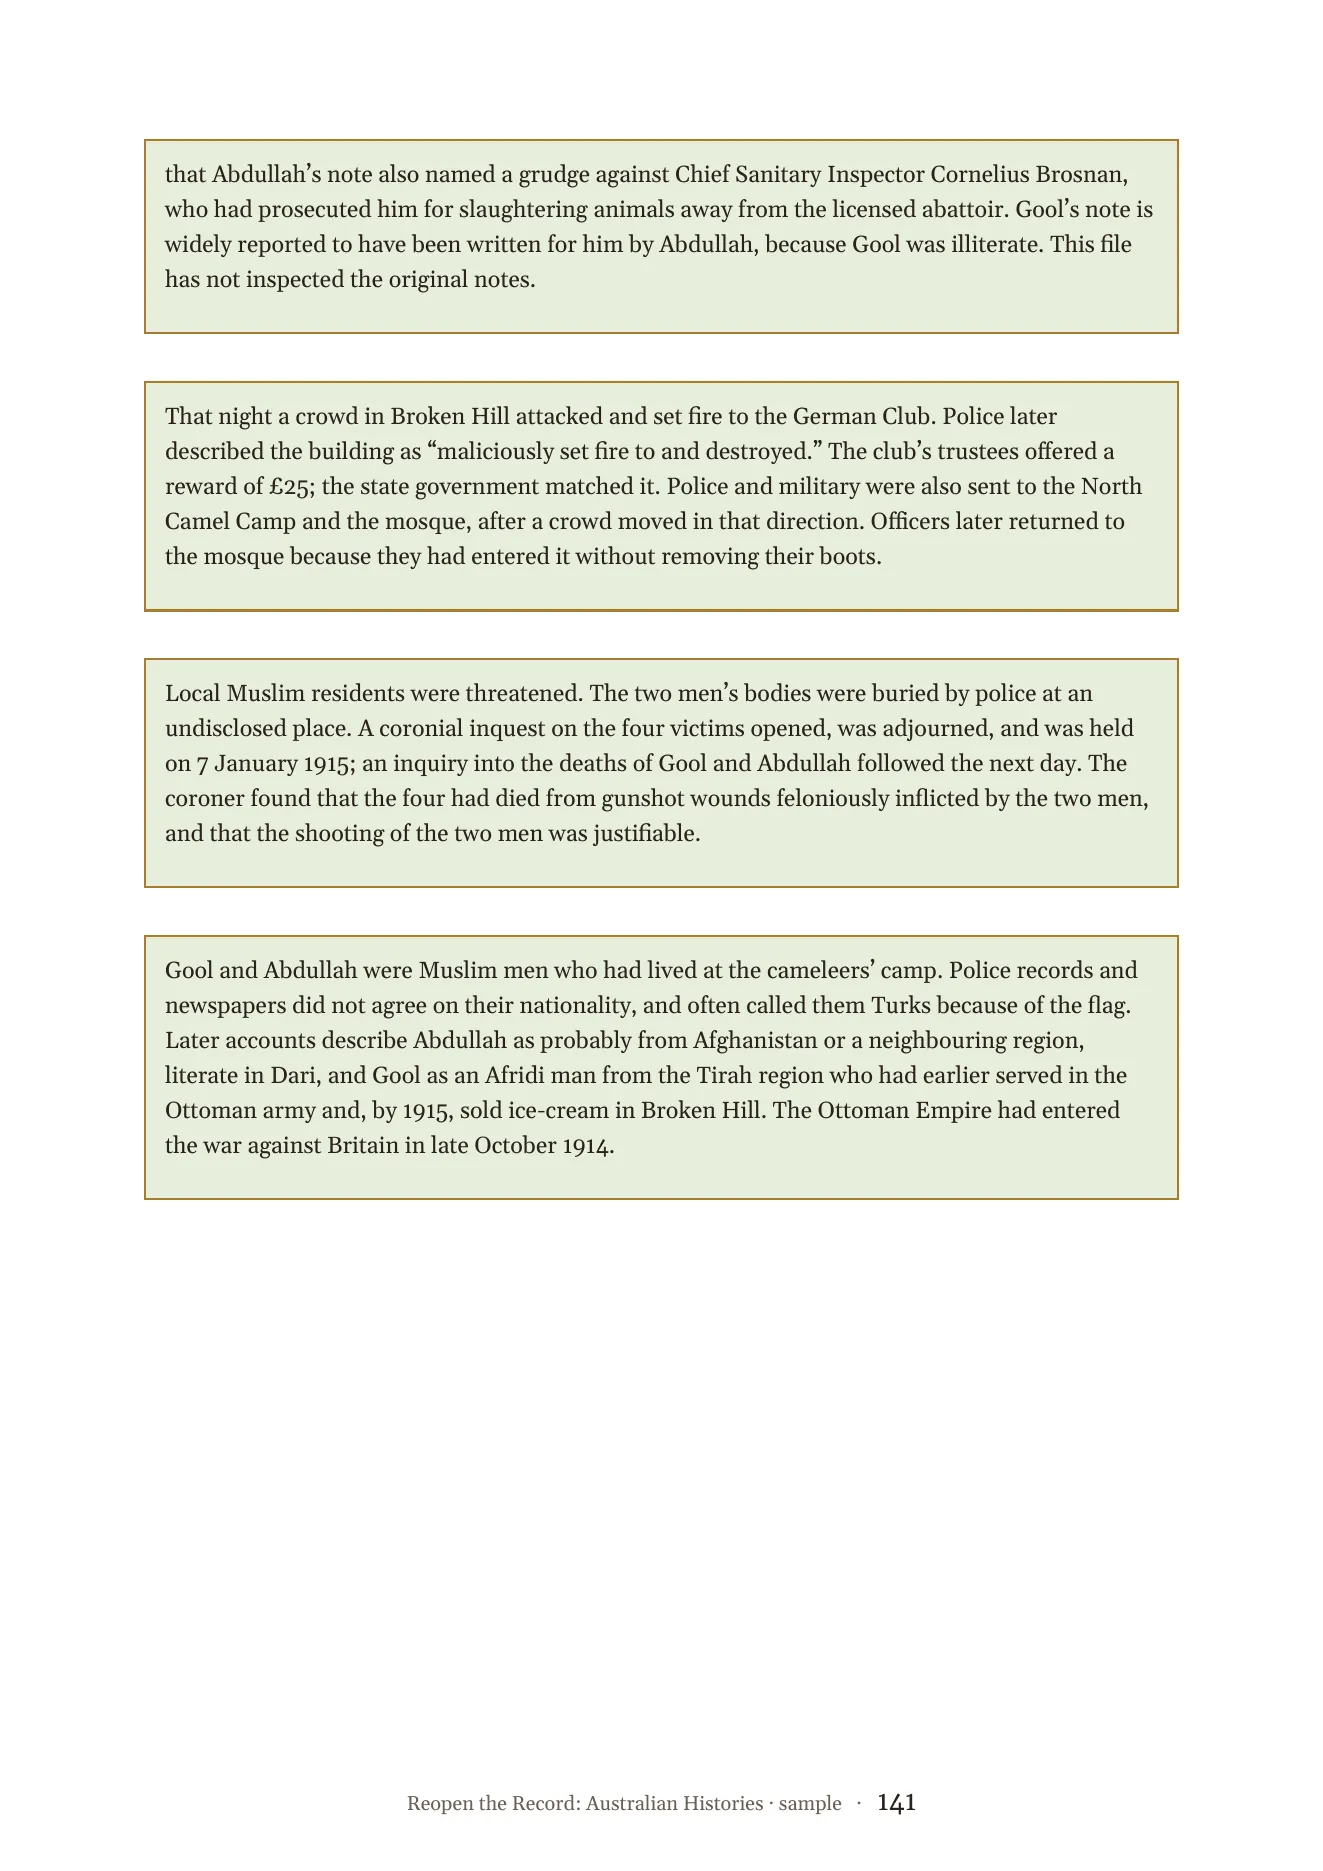 that Abdullah’s note also named a grudge against Chief Sanitary Inspector Cornelius Brosnan,
who had prosecuted him for slaughtering animals away from the licensed abattoir. Gool’s note is
widely reported to have been written for him by Abdullah, because Gool was illiterate. This file
has not inspected the original notes.
That night a crowd in Broken Hill attacked and set fire to the German Club. Police later
described the building as “maliciously set fire to and destroyed.” The club’s trustees offered a
reward of £25; the state government matched it. Police and military were also sent to the North
Camel Camp and the mosque, after a crowd moved in that direction. Officers later returned to
the mosque because they had entered it without removing their boots.
Local Muslim residents were threatened. The two men’s bodies were buried by police at an
undisclosed place. A coronial inquest on the four victims opened, was adjourned, and was held
on 7 January 1915; an inquiry into the deaths of Gool and Abdullah followed the next day. The
coroner found that the four had died from gunshot wounds feloniously inflicted by the two men,
and that the shooting of the two men was justifiable.
Gool and Abdullah were Muslim men who had lived at the cameleers’ camp. Police records and
newspapers did not agree on their nationality, and often called them Turks because of the flag.
Later accounts describe Abdullah as probably from Afghanistan or a neighbouring region,
literate in Dari, and Gool as an Afridi man from the Tirah region who had earlier served in the
Ottoman army and, by 1915, sold ice-cream in Broken Hill. The Ottoman Empire had entered
the war against Britain in late October 1914.
Reopen the Record: Australian Histories · sample · 141